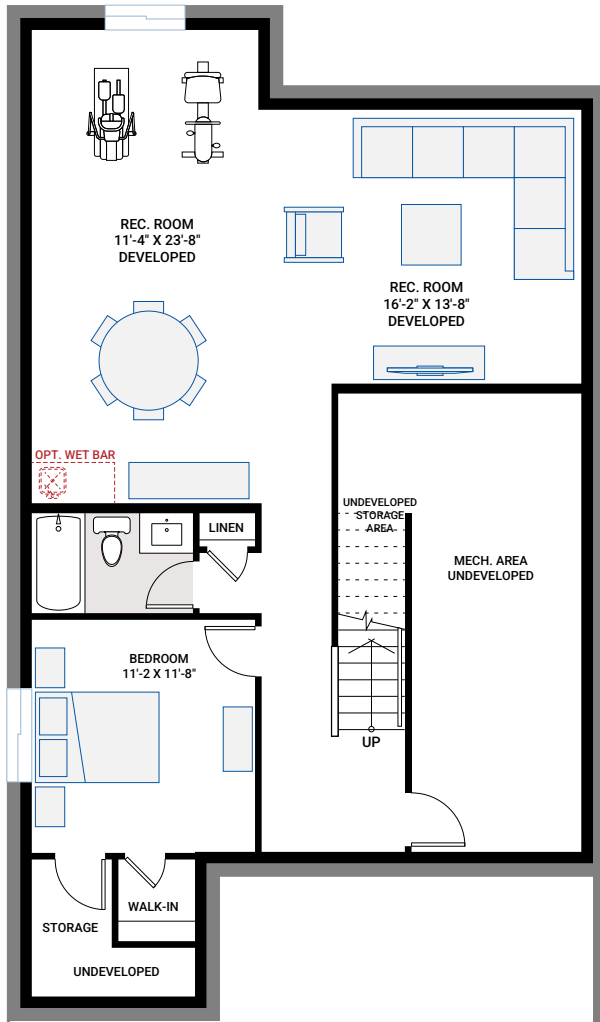 REC. ROOM
11'-4" X 23'-8"
DEVELOPED
REC. ROOM
16'-2" X 13'-8"
DEVELOPED
OPT. WET BAR
LINEN
UNDEVELOPED
STORAGE
AREA
MECH. AREA
UNDEVELOPED
BEDROOM
11'-2 X 11'-8"
UP
WALK-IN
STORAGE
UNDEVELOPED